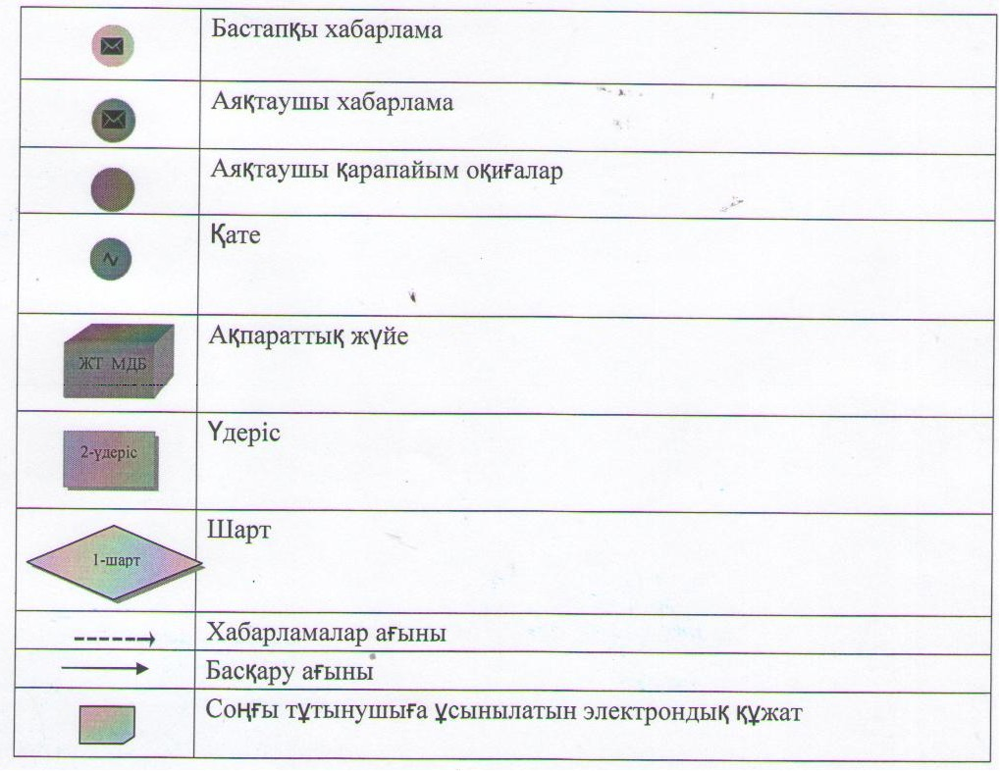 Бастапқы хабарлама
Аяқтаушы хабарлама
Аяқтаушы қарапайым оқиғалар
Қате
ЖТ МДБ
Ақпараттық жүйе
2-үдеріс
Үдеріс
1-шарт
Шарт
Хабарламалар ағыны
Басқару ағыны
Соңғы тұтынушыға ұсынылатын электрондық құжат